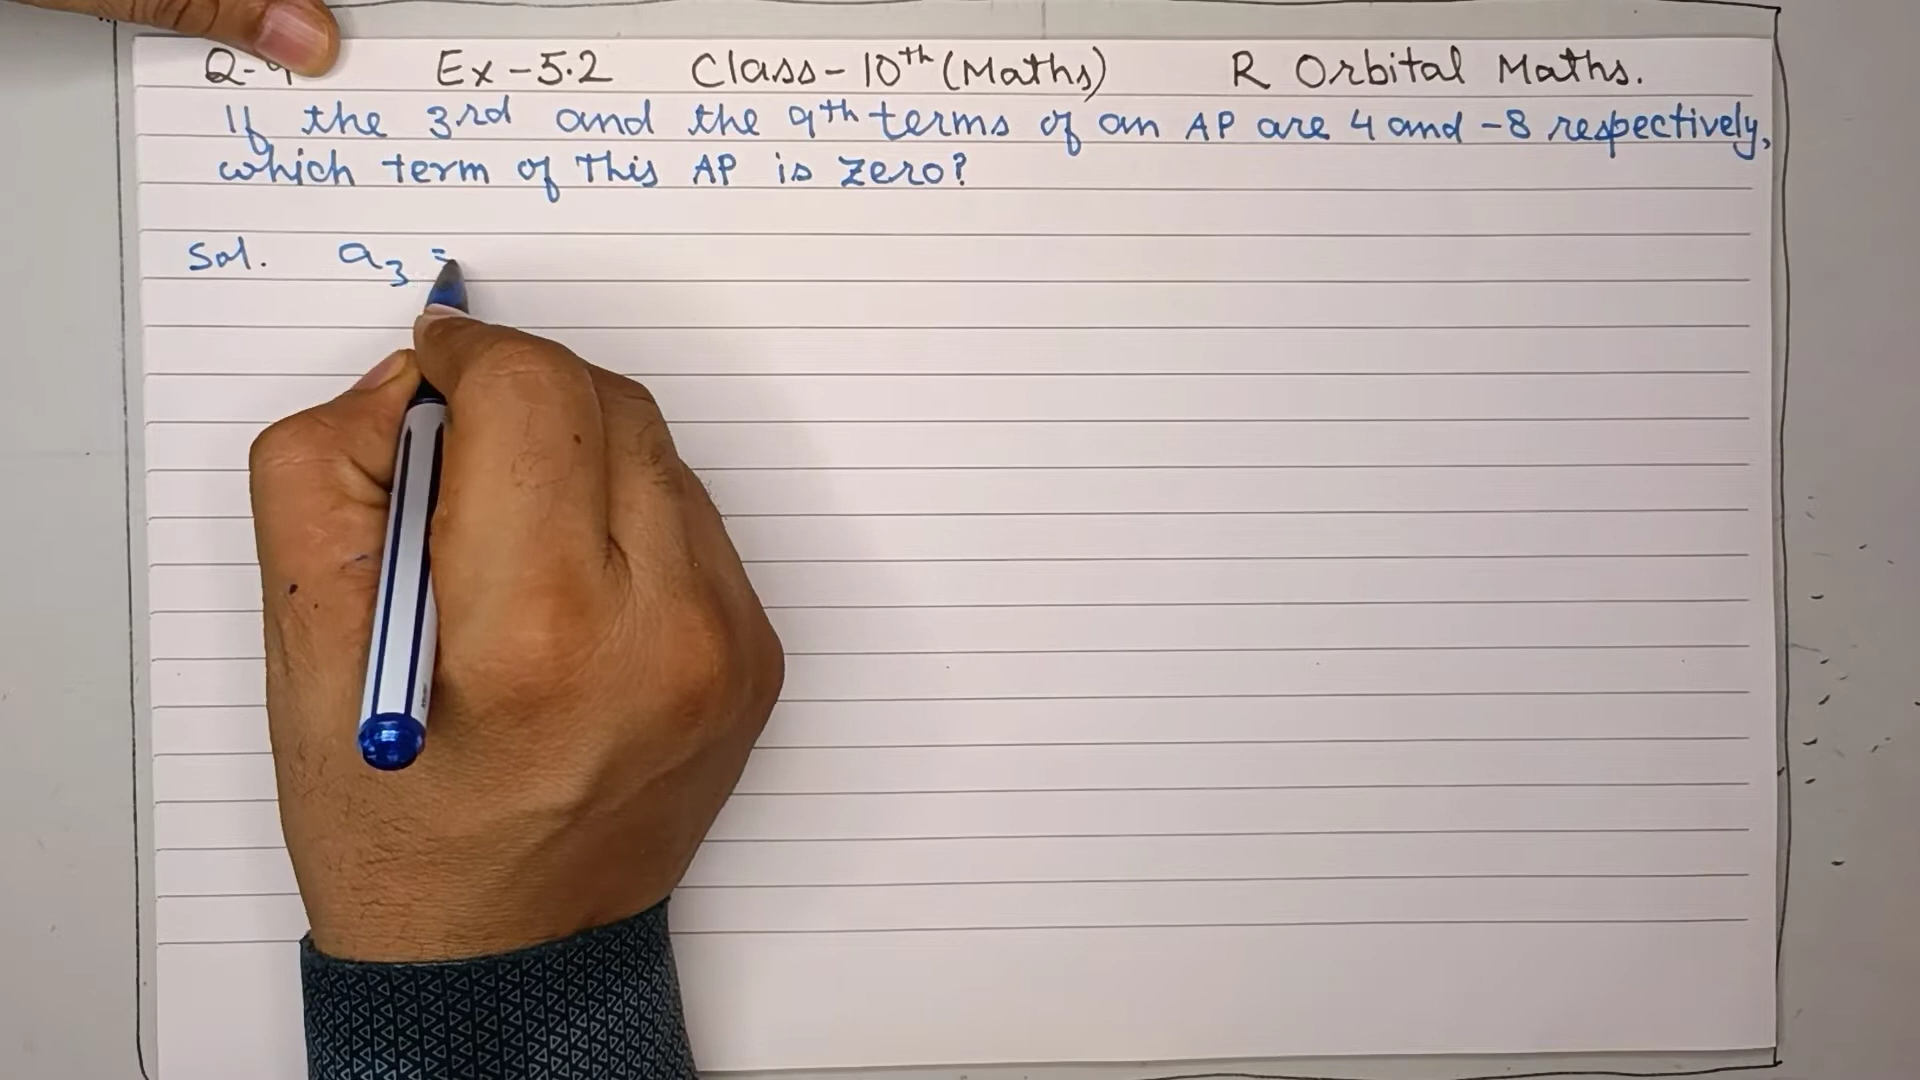 Q-9 Ex-5.2 Class-10th (Maths) R Orbital Maths.
If the 3rd and the 9th terms of an AP are 4 and -8 respectively,
which term of this AP is zero?
Sol. a₃ =